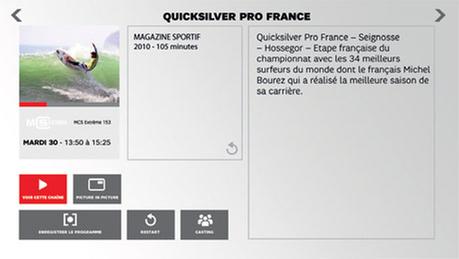 QUICKSILVER PRO FRANCE
MAGAZINE SPORTIF
2010 - 105 minutes
Quicksilver Pro France – Seignosse
– Hossegor – Etape française du
championnat avec les 34 meilleurs
surfeurs du monde dont le français Michel
Bourez qui a réalisé la meilleure saison de
sa carrière.
MCS MCS Extrême 153
MARDI 30 - 13:50 à 15:25
VOIR CETTE CHAÎNE
PICTURE IN PICTURE
ENREGISTRER LE PROGRAMME
RESTART
CASTING